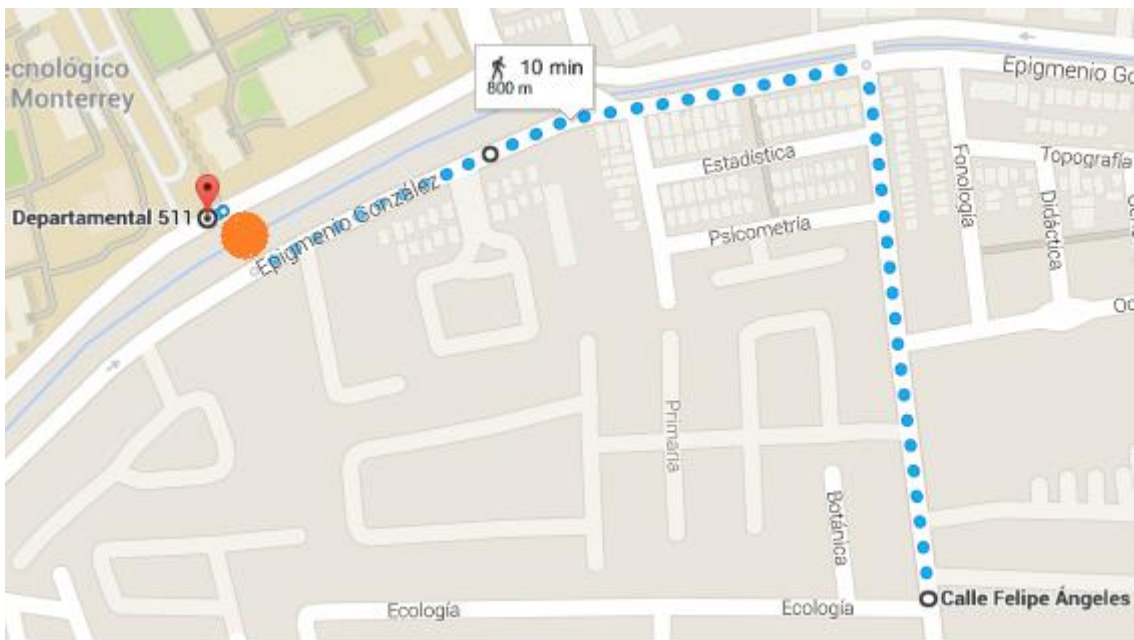 ecnológico
Monterrey
10 min
800 m
Epigmenio Go
Departamental 511
Epigmenio González
Estadística
Psicometría
Fonología
Topografía
Didáctica
Oc
Primaria
Botánica
Ecología
Ecología
Calle Felipe Ángeles